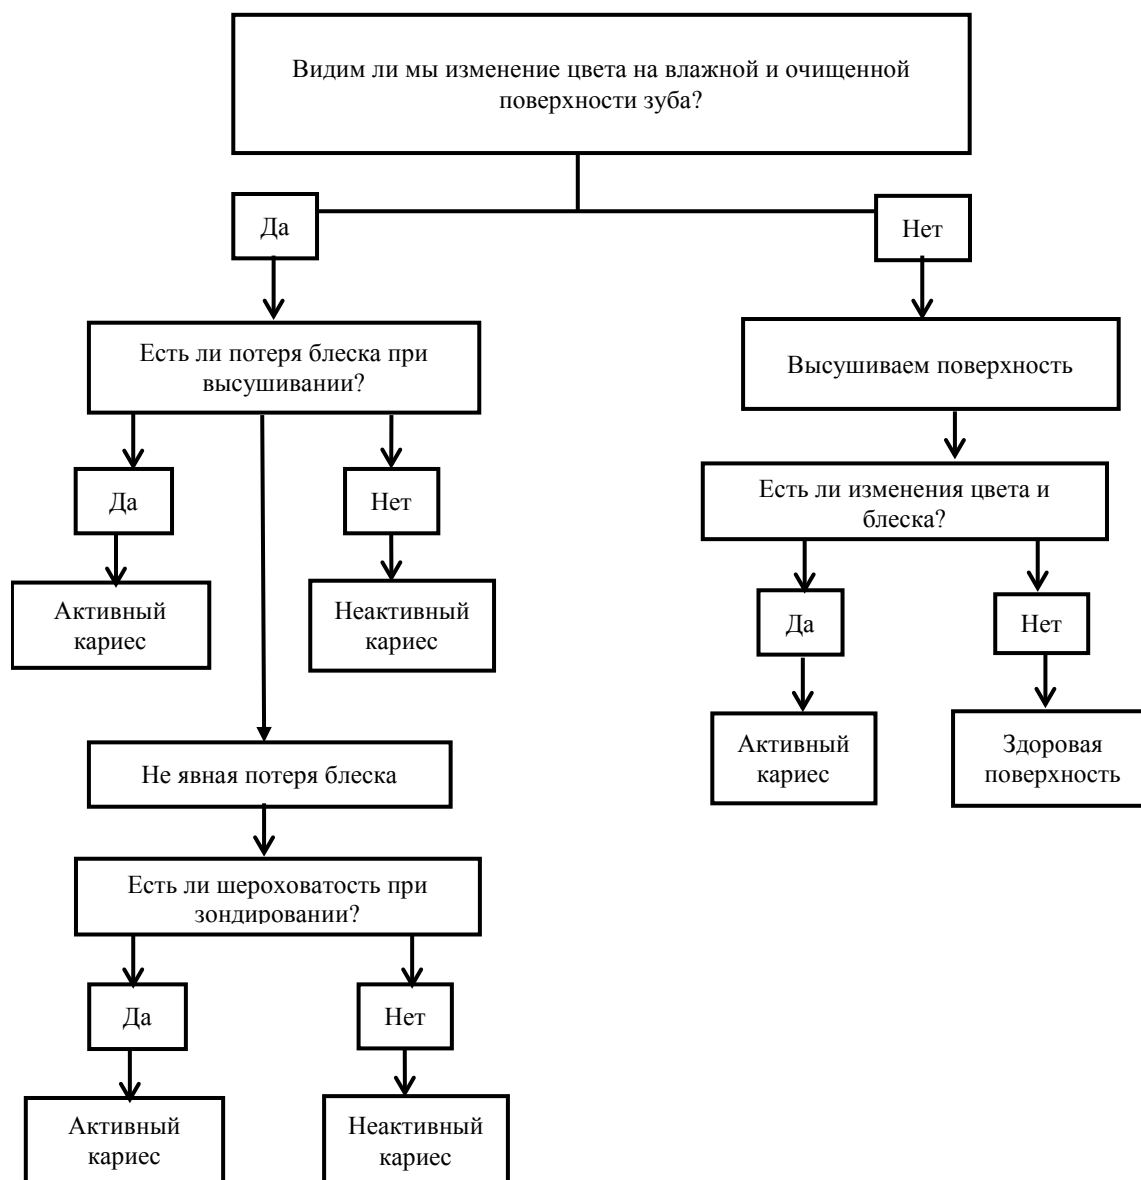 Видим ли мы изменение цвета на влажной и очищенной
поверхности зуба?
Да
Нет
Есть ли потеря блеска при
высушивании?
Высушиваем поверхность
Да
Нет
Есть ли изменения цвета и
блеска?
Активный
кариес
Неактивный
кариес
Да
Нет
Активный
кариес
Здоровая
поверхность
Не явная потеря блеска
Есть ли шероховатость при
зондировании?
Да
Нет
Активный
кариес
Неактивный
кариес